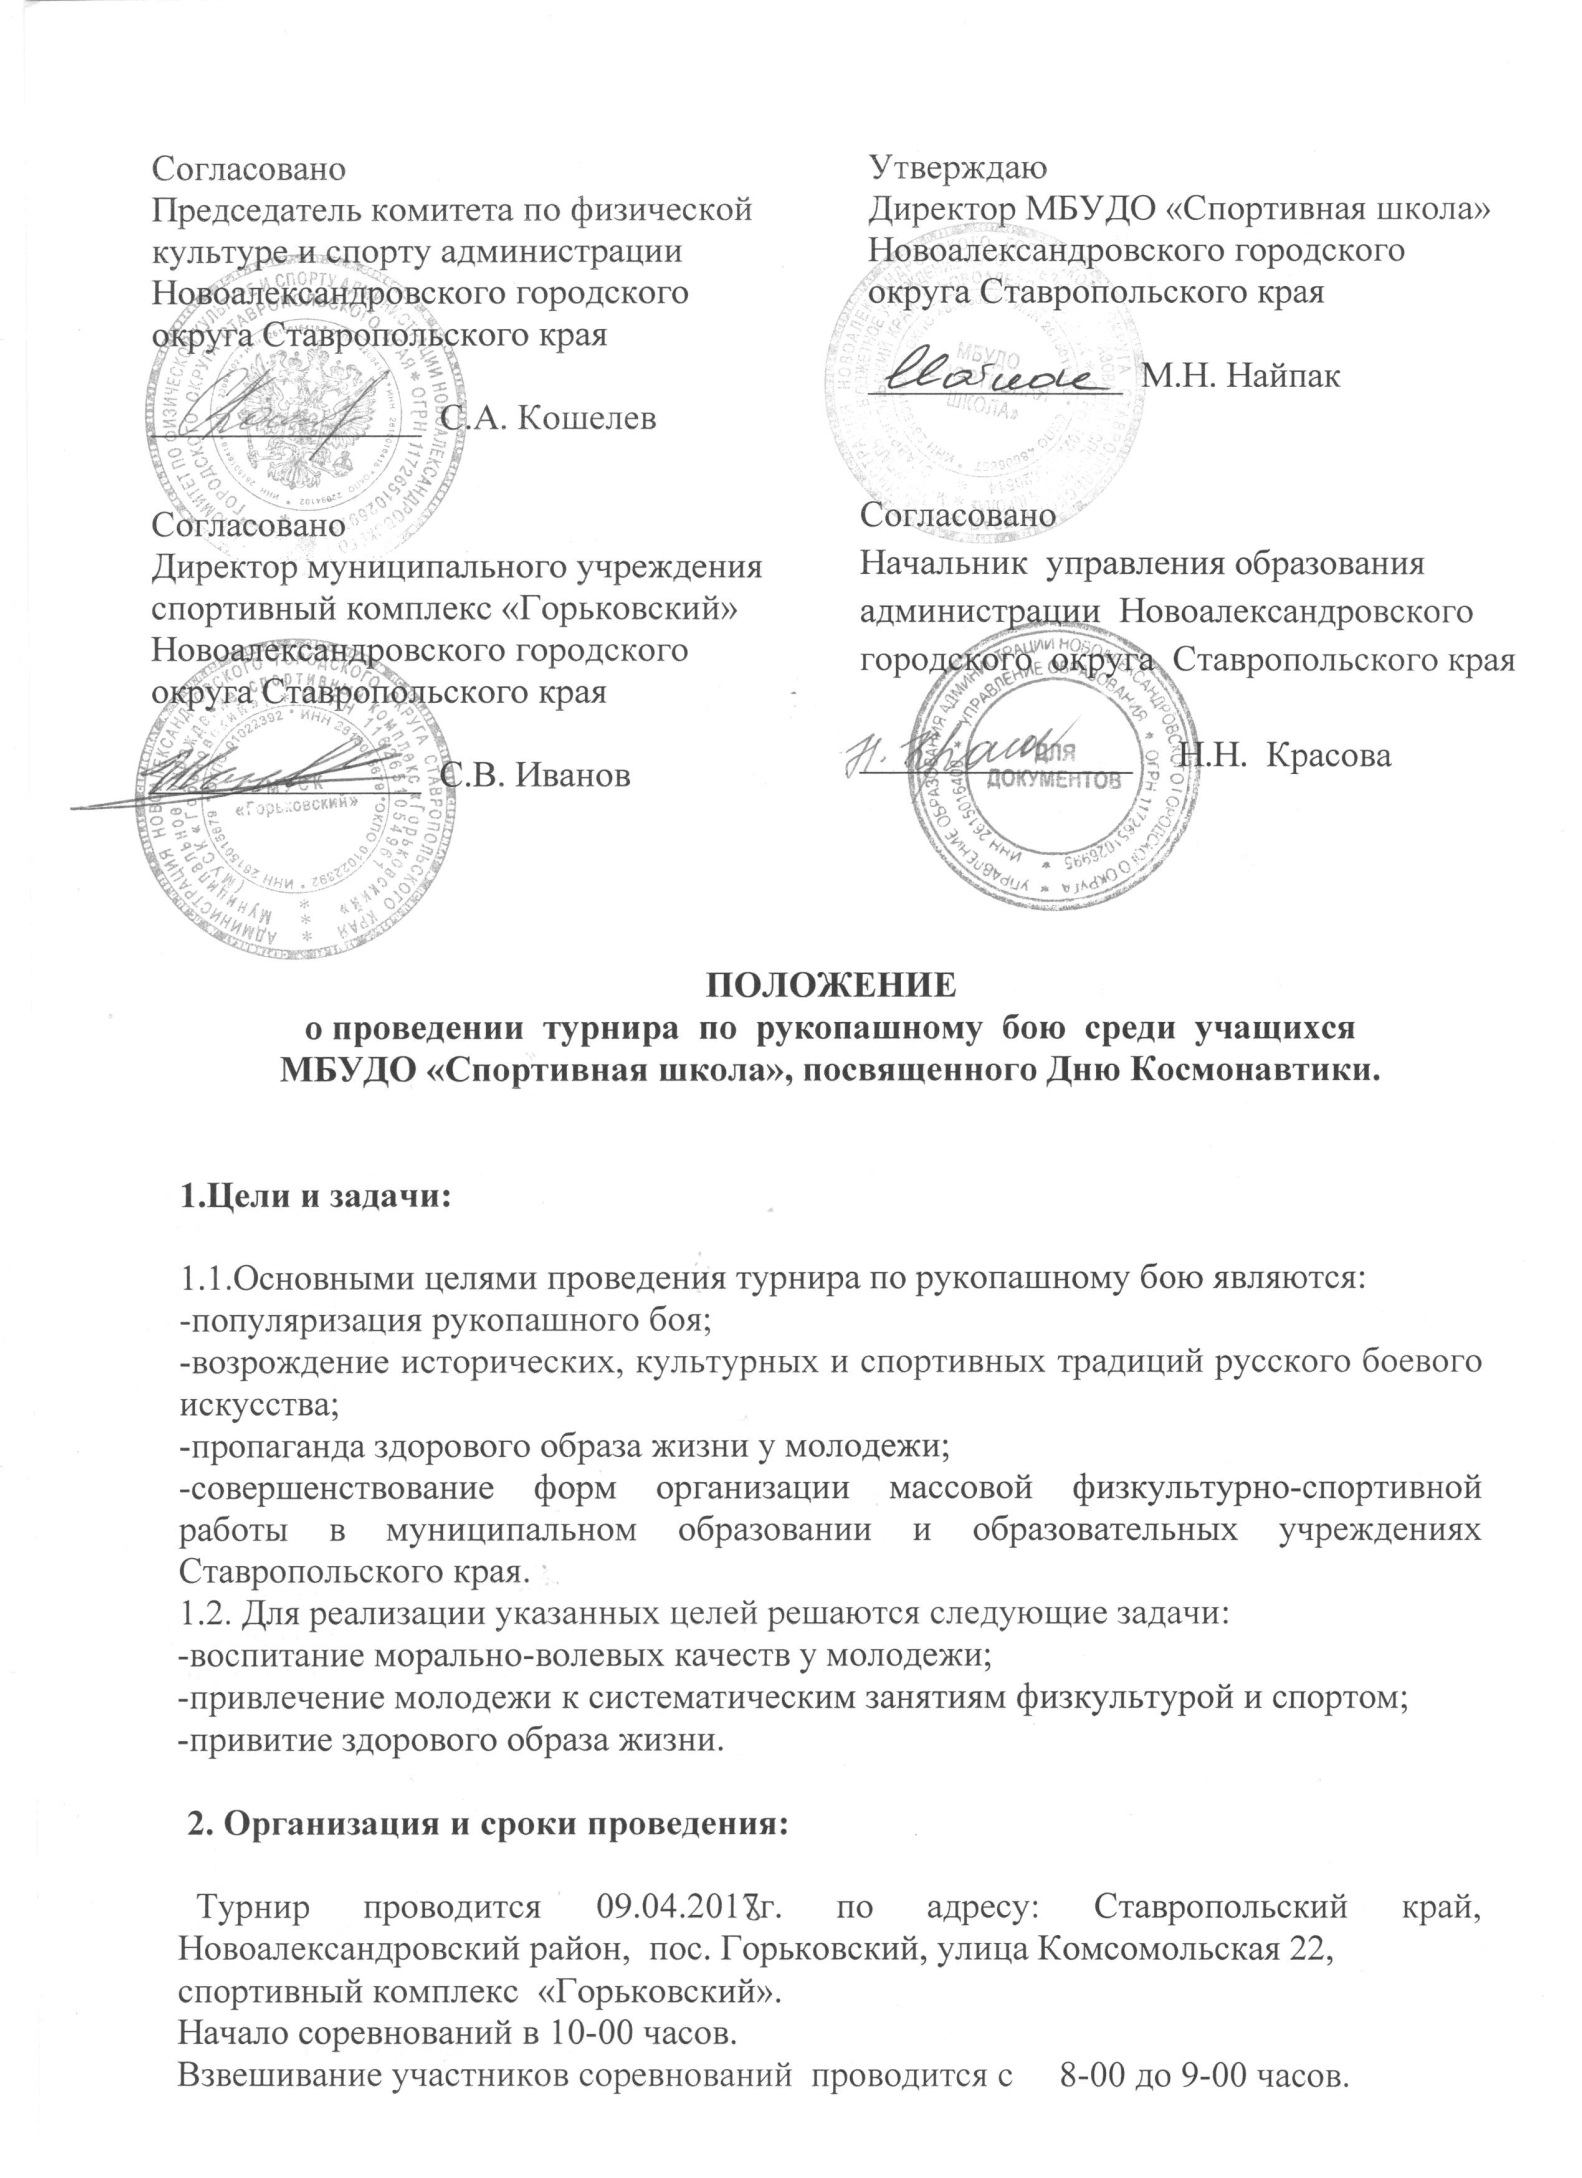 Согласовано
Председатель комитета по физической
культуре и спорту администрации
Новоалександровского городского
округа Ставропольского края
С.А. Кошелев
Утверждаю
Директор МБУДО «Спортивная школа»
Новоалександровского городского
округа Ставропольского края
МБУДО
ШКОЛА»
М.Н. Найпак
Согласовано
Директор муниципального учреждения
спортивный комплекс «Горьковский»
Новоалександровского городского
округа Ставропольского края
С.В. Иванов
«Горьковский»
Согласовано
Начальник управления образования
администрации Новоалександровского
городского округа Ставропольского края
Н.Н. Красова
ДЛЯ
ДОКУМЕНТОВ
ПОЛОЖЕНИЕ
о проведении турнира по рукопашному бою среди учащихся
МБУДО «Спортивная школа», посвященного Дню Космонавтики.
1.Цели и задачи:
1.1.Основными целями проведения турнира по рукопашному бою являются:
-популяризация рукопашного боя;
-возрождение исторических, культурных и спортивных традиций русского боевого
искусства;
-пропаганда здорового образа жизни у молодежи;
-совершенствование форм организации массовой физкультурно-спортивной
работы в муниципальном образовании и образовательных учреждениях
Ставропольского края.
1.2. Для реализации указанных целей решаются следующие задачи:
-воспитание морально-волевых качеств у молодежи;
-привлечение молодежи к систематическим занятиям физкультурой и спортом;
-привитие здорового образа жизни.
2. Организация и сроки проведения:
Турнир проводится 09.04.2018г. по адресу: Ставропольский край,
Новоалександровский район, пос. Горьковский, улица Комсомольская 22,
спортивный комплекс «Горьковский».
Начало соревнований в 10-00 часов.
Взвешивание участников соревнований проводится с 8-00 до 9-00 часов.